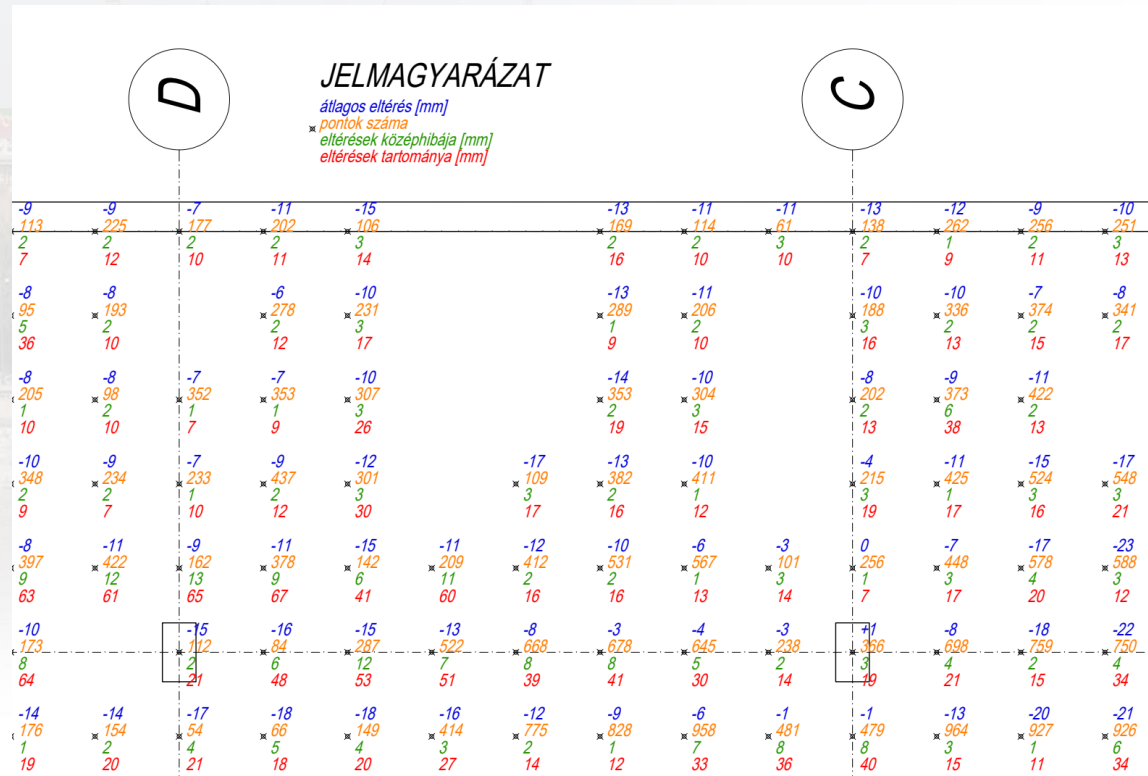 D
C
JELMAGYARÁZAT
átlagos eltérés [mm]
pontok száma
eltérések középhibája [mm]
eltérések tartománya [mm]
-9 -9 -7 -11 -15 -13 -11 -11 -13 -12 -9 -10
113 225 177 202 106 169 114 61 138 262 256 251
2 2 2 2 3 2 2 3 2 1 2 3
7 12 10 11 14 16 10 10 7 9 11 13
-8 -8 -6 -10 -13 -11 -10 -10 -7 -8
95 193 278 231 289 206 188 336 374 341
5 2 2 3 1 2 3 2 2 2
36 10 12 17 9 10 16 13 15 17
-8 -8 -7 -7 -10 -14 -10 -8 -9 -11
205 98 352 353 307 353 304 202 373 422
1 2 1 1 3 2 3 2 6 2
10 10 7 9 26 19 15 13 38 13
-10 -9 -7 -9 -12 -17 -13 -10 -4 -11 -15 -17
348 234 233 437 301 109 382 411 215 425 524 548
2 2 1 2 3 3 2 1 3 1 3 3
9 7 10 12 30 17 16 12 19 17 16 21
-8 -11 -9 -11 -15 -11 -12 -10 -6 -3 0 -7 -17 -23
397 422 162 378 142 209 412 531 567 101 256 448 578 588
9 12 13 9 6 11 2 2 1 3 1 3 4 3
63 61 65 67 41 60 16 16 13 14 7 17 20 12
-10 -15 -16 -15 -13 -8 -3 -4 -3 +1 -8 -18 -22
173 112 84 287 522 668 678 645 238 366 698 759 750
8 2 6 12 7 8 8 5 2 3 4 2 4
64 21 48 53 51 39 41 30 14 19 21 15 34
-14 -14 -17 -18 -18 -16 -12 -9 -6 -1 -1 -13 -20 -21
176 154 54 66 149 414 775 828 958 481 479 964 927 926
1 2 4 5 4 3 2 1 7 8 8 3 1 6
19 20 21 18 20 27 14 12 33 36 40 15 11 34